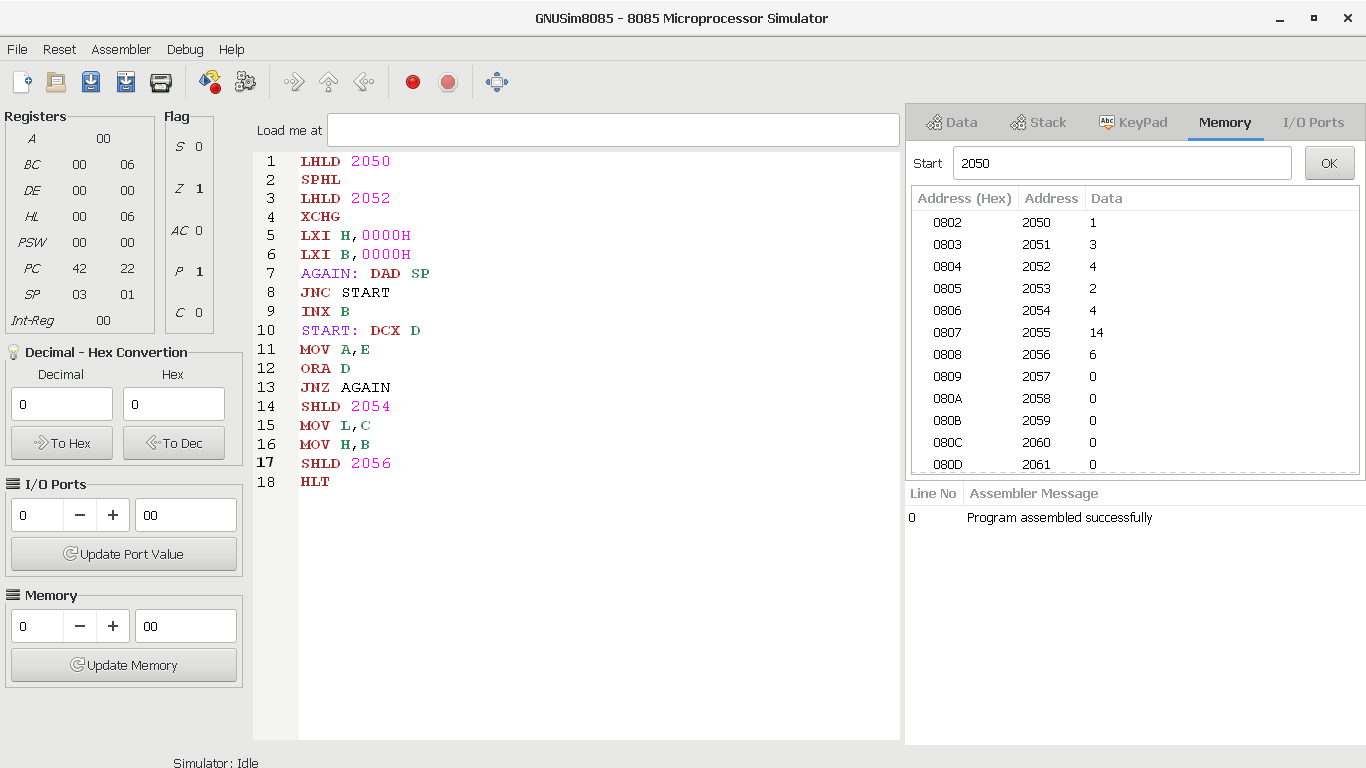 GNUSim8085 - 8085 Microprocessor Simulator
File Reset Assembler Debug Help
Registers
A 00
BC 00 06
DE 00 00
HL 00 06
PSW 00 00
PC 42 22
SP 03 01
Int-Reg 00
Flag
S 0
Z 1
AC 0
P 1
C 0
Decimal - Hex Convertion
Decimal Hex
0 0
To Hex To Dec
I/O Ports
0 − + 00
Update Port Value
Memory
0 − + 00
Update Memory
Load me at
1 LHLD 2050
2 SPHL
3 LHLD 2052
4 XCHG
5 LXI H,0000H
6 LXI B,0000H
7 AGAIN: DAD SP
8 JNC START
9 INX B
10 START: DCX D
11 MOV A,E
12 ORA D
13 JNZ AGAIN
14 SHLD 2054
15 MOV L,C
16 MOV H,B
17 SHLD 2056
18 HLT
Data Stack Abc KeyPad Memory I/O Ports
Start 2050 OK
Address (Hex) Address Data
0802 2050 1
0803 2051 3
0804 2052 4
0805 2053 2
0806 2054 4
0807 2055 14
0808 2056 6
0809 2057 0
080A 2058 0
080B 2059 0
080C 2060 0
080D 2061 0
Line No Assembler Message
0 Program assembled successfully
Simulator: Idle